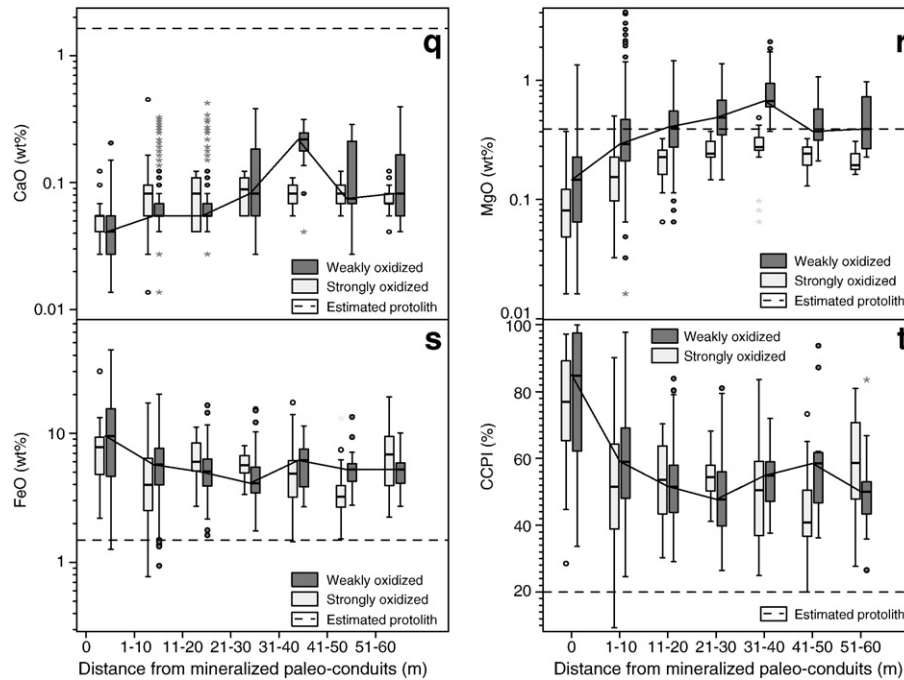 q
CaO (wt%)
1
0.1
0.01
Weakly oxidized
Strongly oxidized
Estimated protolith
r
MgO (wt%)
1
0.1
0.01
Weakly oxidized
Strongly oxidized
Estimated protolith
s
FeO (wt%)
10
1
Weakly oxidized
Strongly oxidized
Estimated protolith
0 1-10 11-20 21-30 31-40 41-50 51-60
Distance from mineralized paleo-conduits (m)
t
CCPI (%)
100
80
60
40
20
Weakly oxidized
Strongly oxidized
Estimated protolith
0 1-10 11-20 21-30 31-40 41-50 51-60
Distance from mineralized paleo-conduits (m)